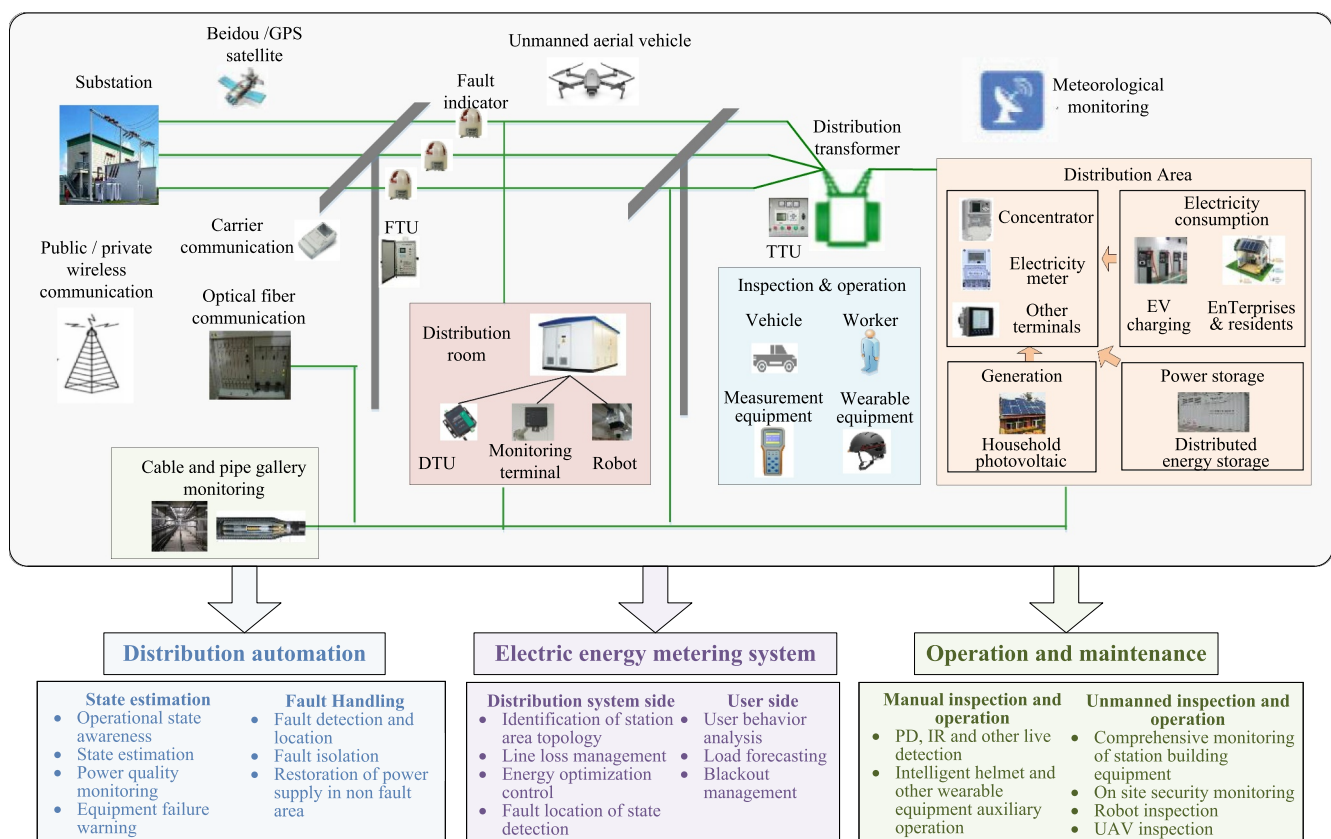 Beidou /GPS
satellite
Unmanned aerial vehicle
Substation
Fault
indicator
Meteorological
monitoring
Distribution
transformer
Distribution Area
Carrier
communication
FTU
TTU
Concentrator
Electricity
meter
Other
terminals
Electricity
consumption
EV
charging
EnTerprises
& residents
Public / private
wireless
communication
Optical fiber
communication
Distribution
room
DTU
Monitoring
terminal
Robot
Inspection & operation
Vehicle
Worker
Measurement
equipment
Wearable
equipment
Generation
Household
photovoltaic
Power storage
Distributed
energy storage
Cable and pipe gallery
monitoring
Distribution automation
State estimation
• Operational state
awareness
• State estimation
• Power quality
monitoring
• Equipment failure
warning
Fault Handling
• Fault detection and
location
• Fault isolation
• Restoration of power
supply in non fault
area
Electric energy metering system
Distribution system side
• Identification of station
area topology
• Line loss management
• Energy optimization
control
• Fault location of state
detection
User side
• User behavior
analysis
• Load forecasting
• Blackout
management
Operation and maintenance
Manual inspection and
operation
• PD, IR and other live
detection
• Intelligent helmet and
other wearable
equipment auxiliary
operation
Unmanned inspection and
operation
• Comprehensive monitoring
of station building
equipment
• On site security monitoring
• Robot inspection
• UAV inspection